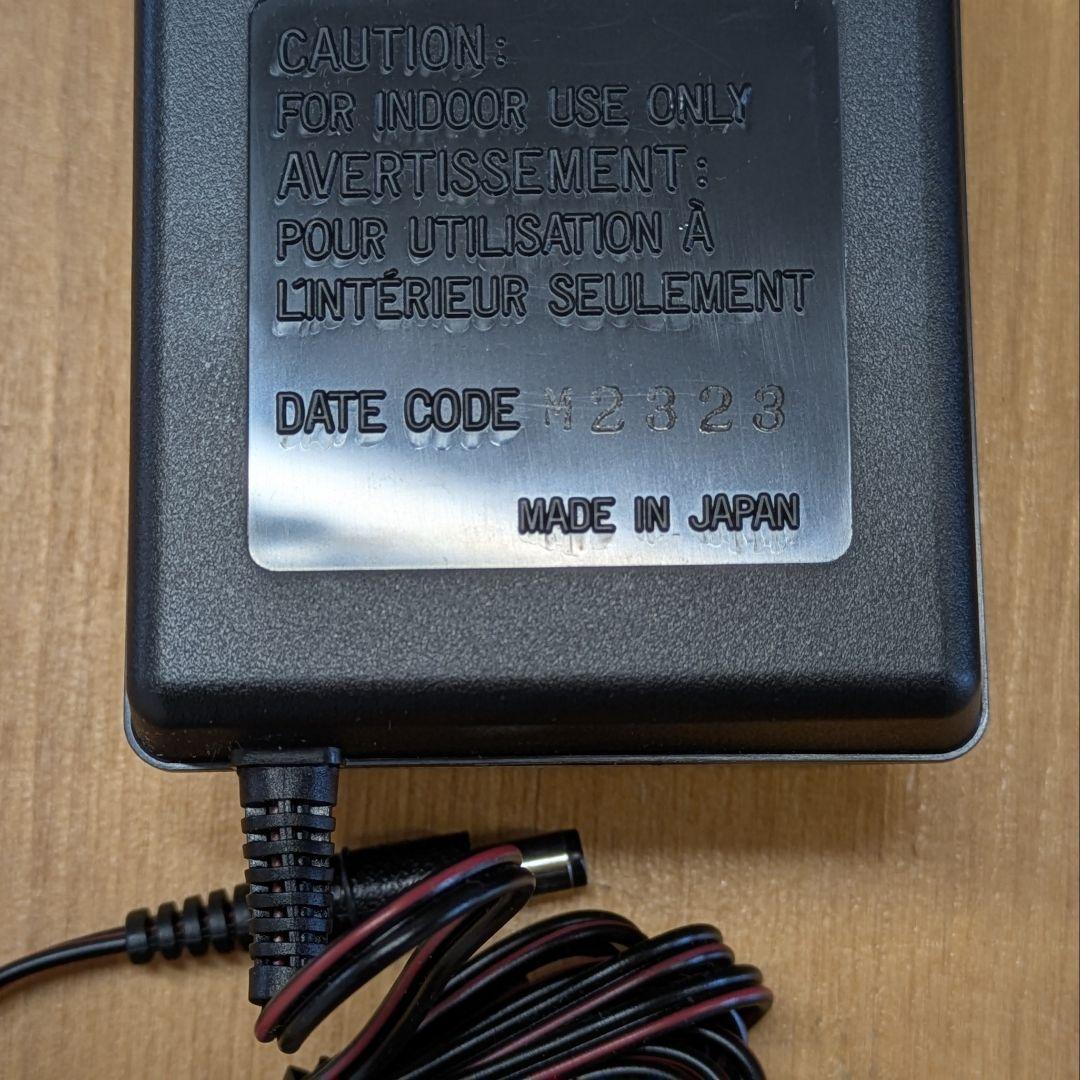 CAUTION:
FOR INDOOR USE ONLY
AVERTISSEMENT:
POUR UTILISATION À
L'INTÉRIEUR SEULEMENT
DATE CODE M2323
MADE IN JAPAN